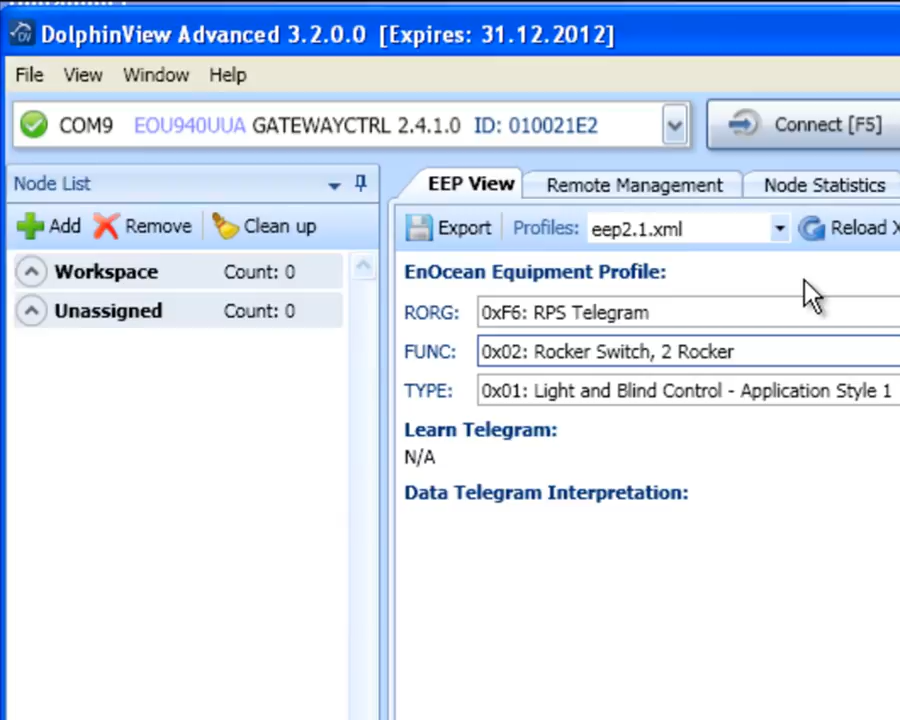 DolphinView Advanced 3.2.0.0 [Expires: 31.12.2012]
File View Window Help
COM9 EOU940UUA GATEWAYCTRL 2.4.1.0 ID: 010021E2
Connect [F5]
Node List
EEP View Remote Management Node Statistics
Add Remove Clean up
Export Profiles: eep2.1.xml Reload X
Workspace Count: 0
Unassigned Count: 0
EnOcean Equipment Profile:
RORG: 0xF6: RPS Telegram
FUNC: 0x02: Rocker Switch, 2 Rocker
TYPE: 0x01: Light and Blind Control - Application Style 1
Learn Telegram:
N/A
Data Telegram Interpretation: